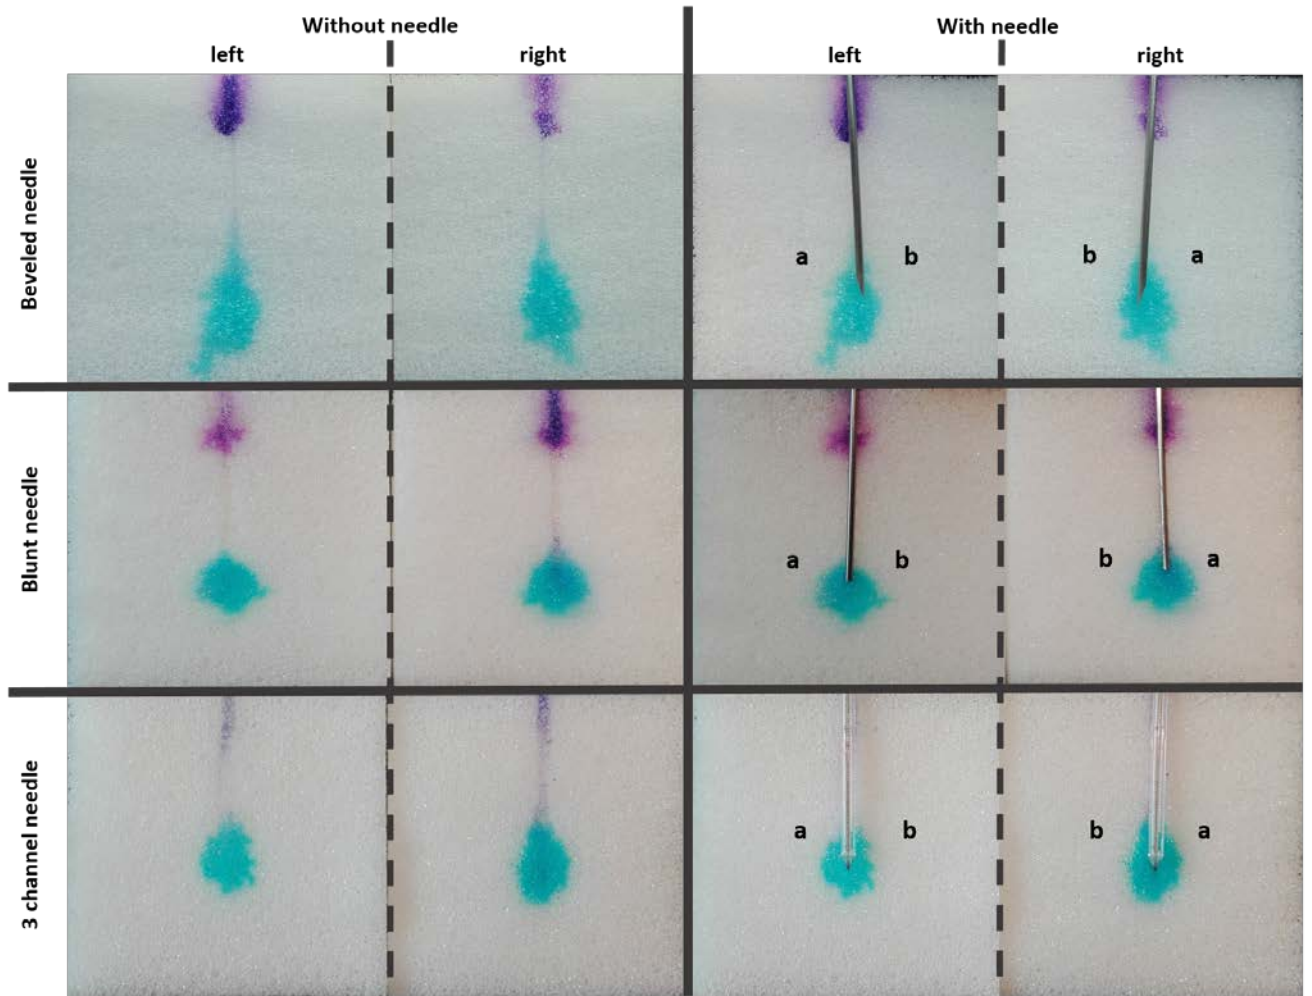 Without needle
With needle
left
right
left
right
Beveled needle
a
b
b
a
Blunt needle
a
b
b
a
3 channel needle
a
b
b
a